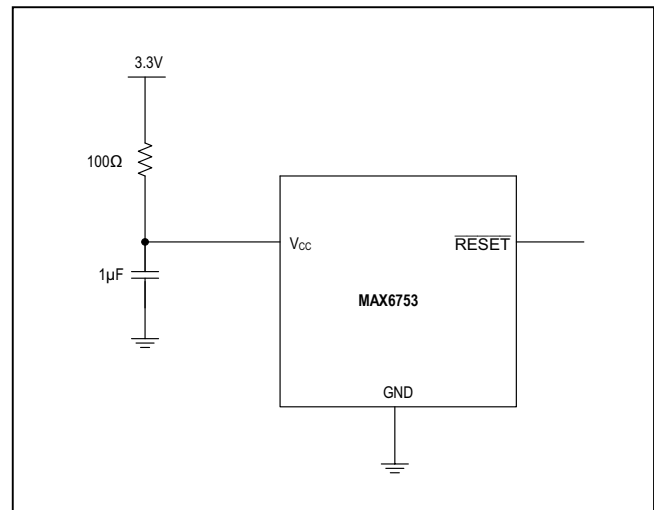 3.3V
100Ω
1µF
VCC
RESET
MAX6753
GND